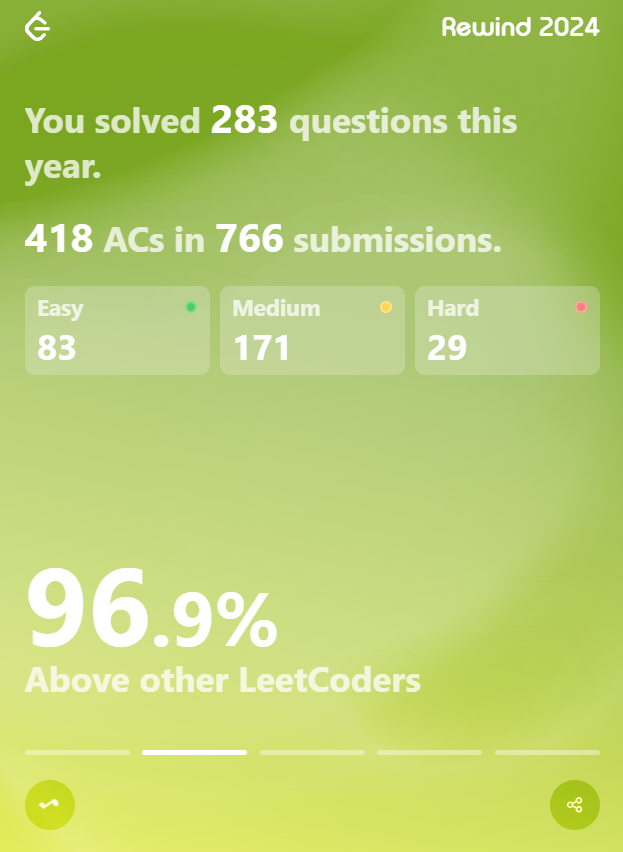 Rewind 2024
You solved 283 questions this
year.
418 ACs in 766 submissions.
Easy
83
Medium
171
Hard
29
96.9%
Above other LeetCoders